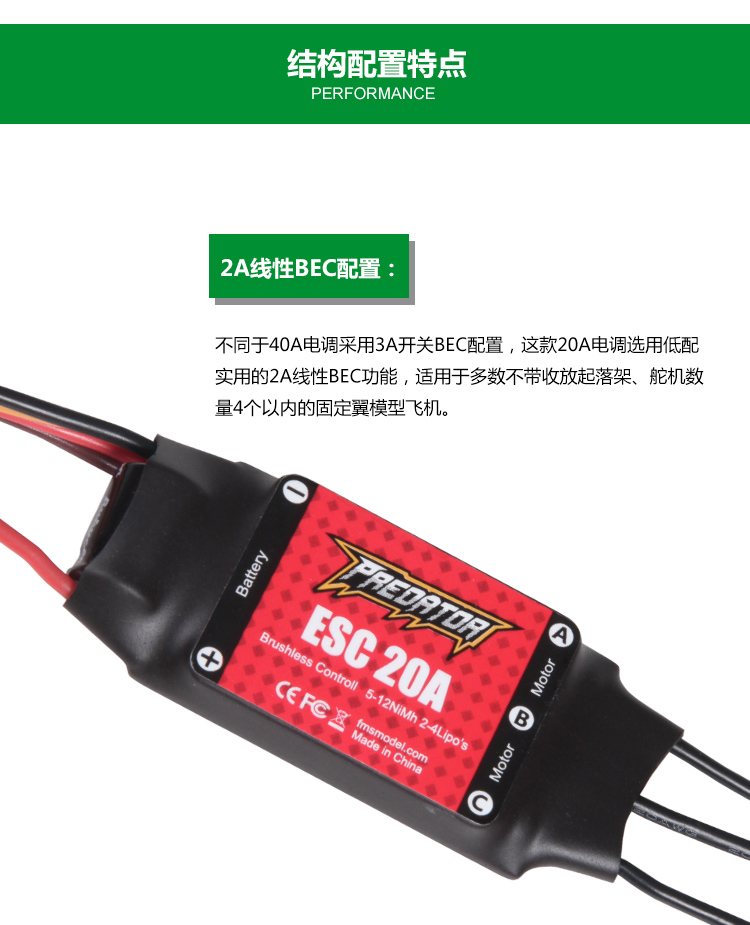 结构配置特点
PERFORMANCE
2A线性BEC配置：
不同于40A电调采用3A开关BEC配置，这款20A电调选用低配
实用的2A线性BEC功能，适用于多数不带收放起落架、舵机数
量4个以内的固定翼模型飞机。
Battery
PREDATOR
ESC 20A
Brushless Controll 5-12NiMh 2-4Lipo's
CE FC
fmsmodel.com
Made in China
A
Motor
B
Motor
C